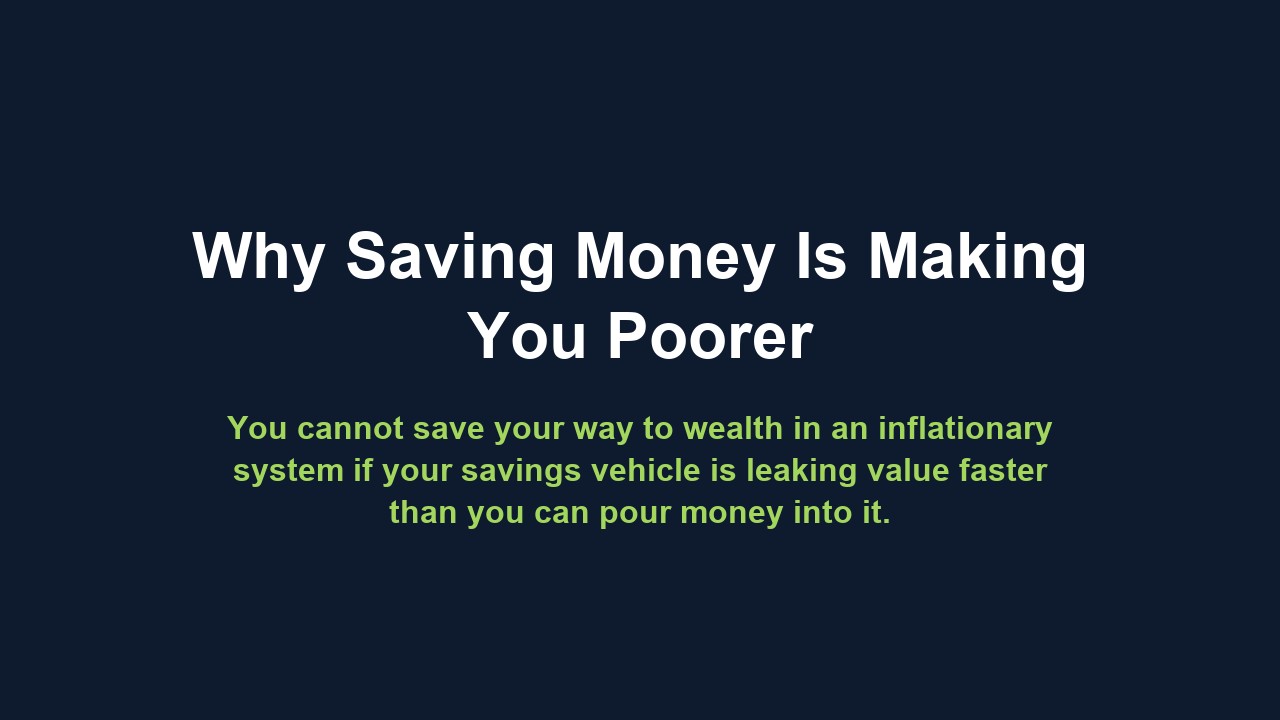 Why Saving Money Is Making
You Poorer
You cannot save your way to wealth in an inflationary
system if your savings vehicle is leaking value faster
than you can pour money into it.